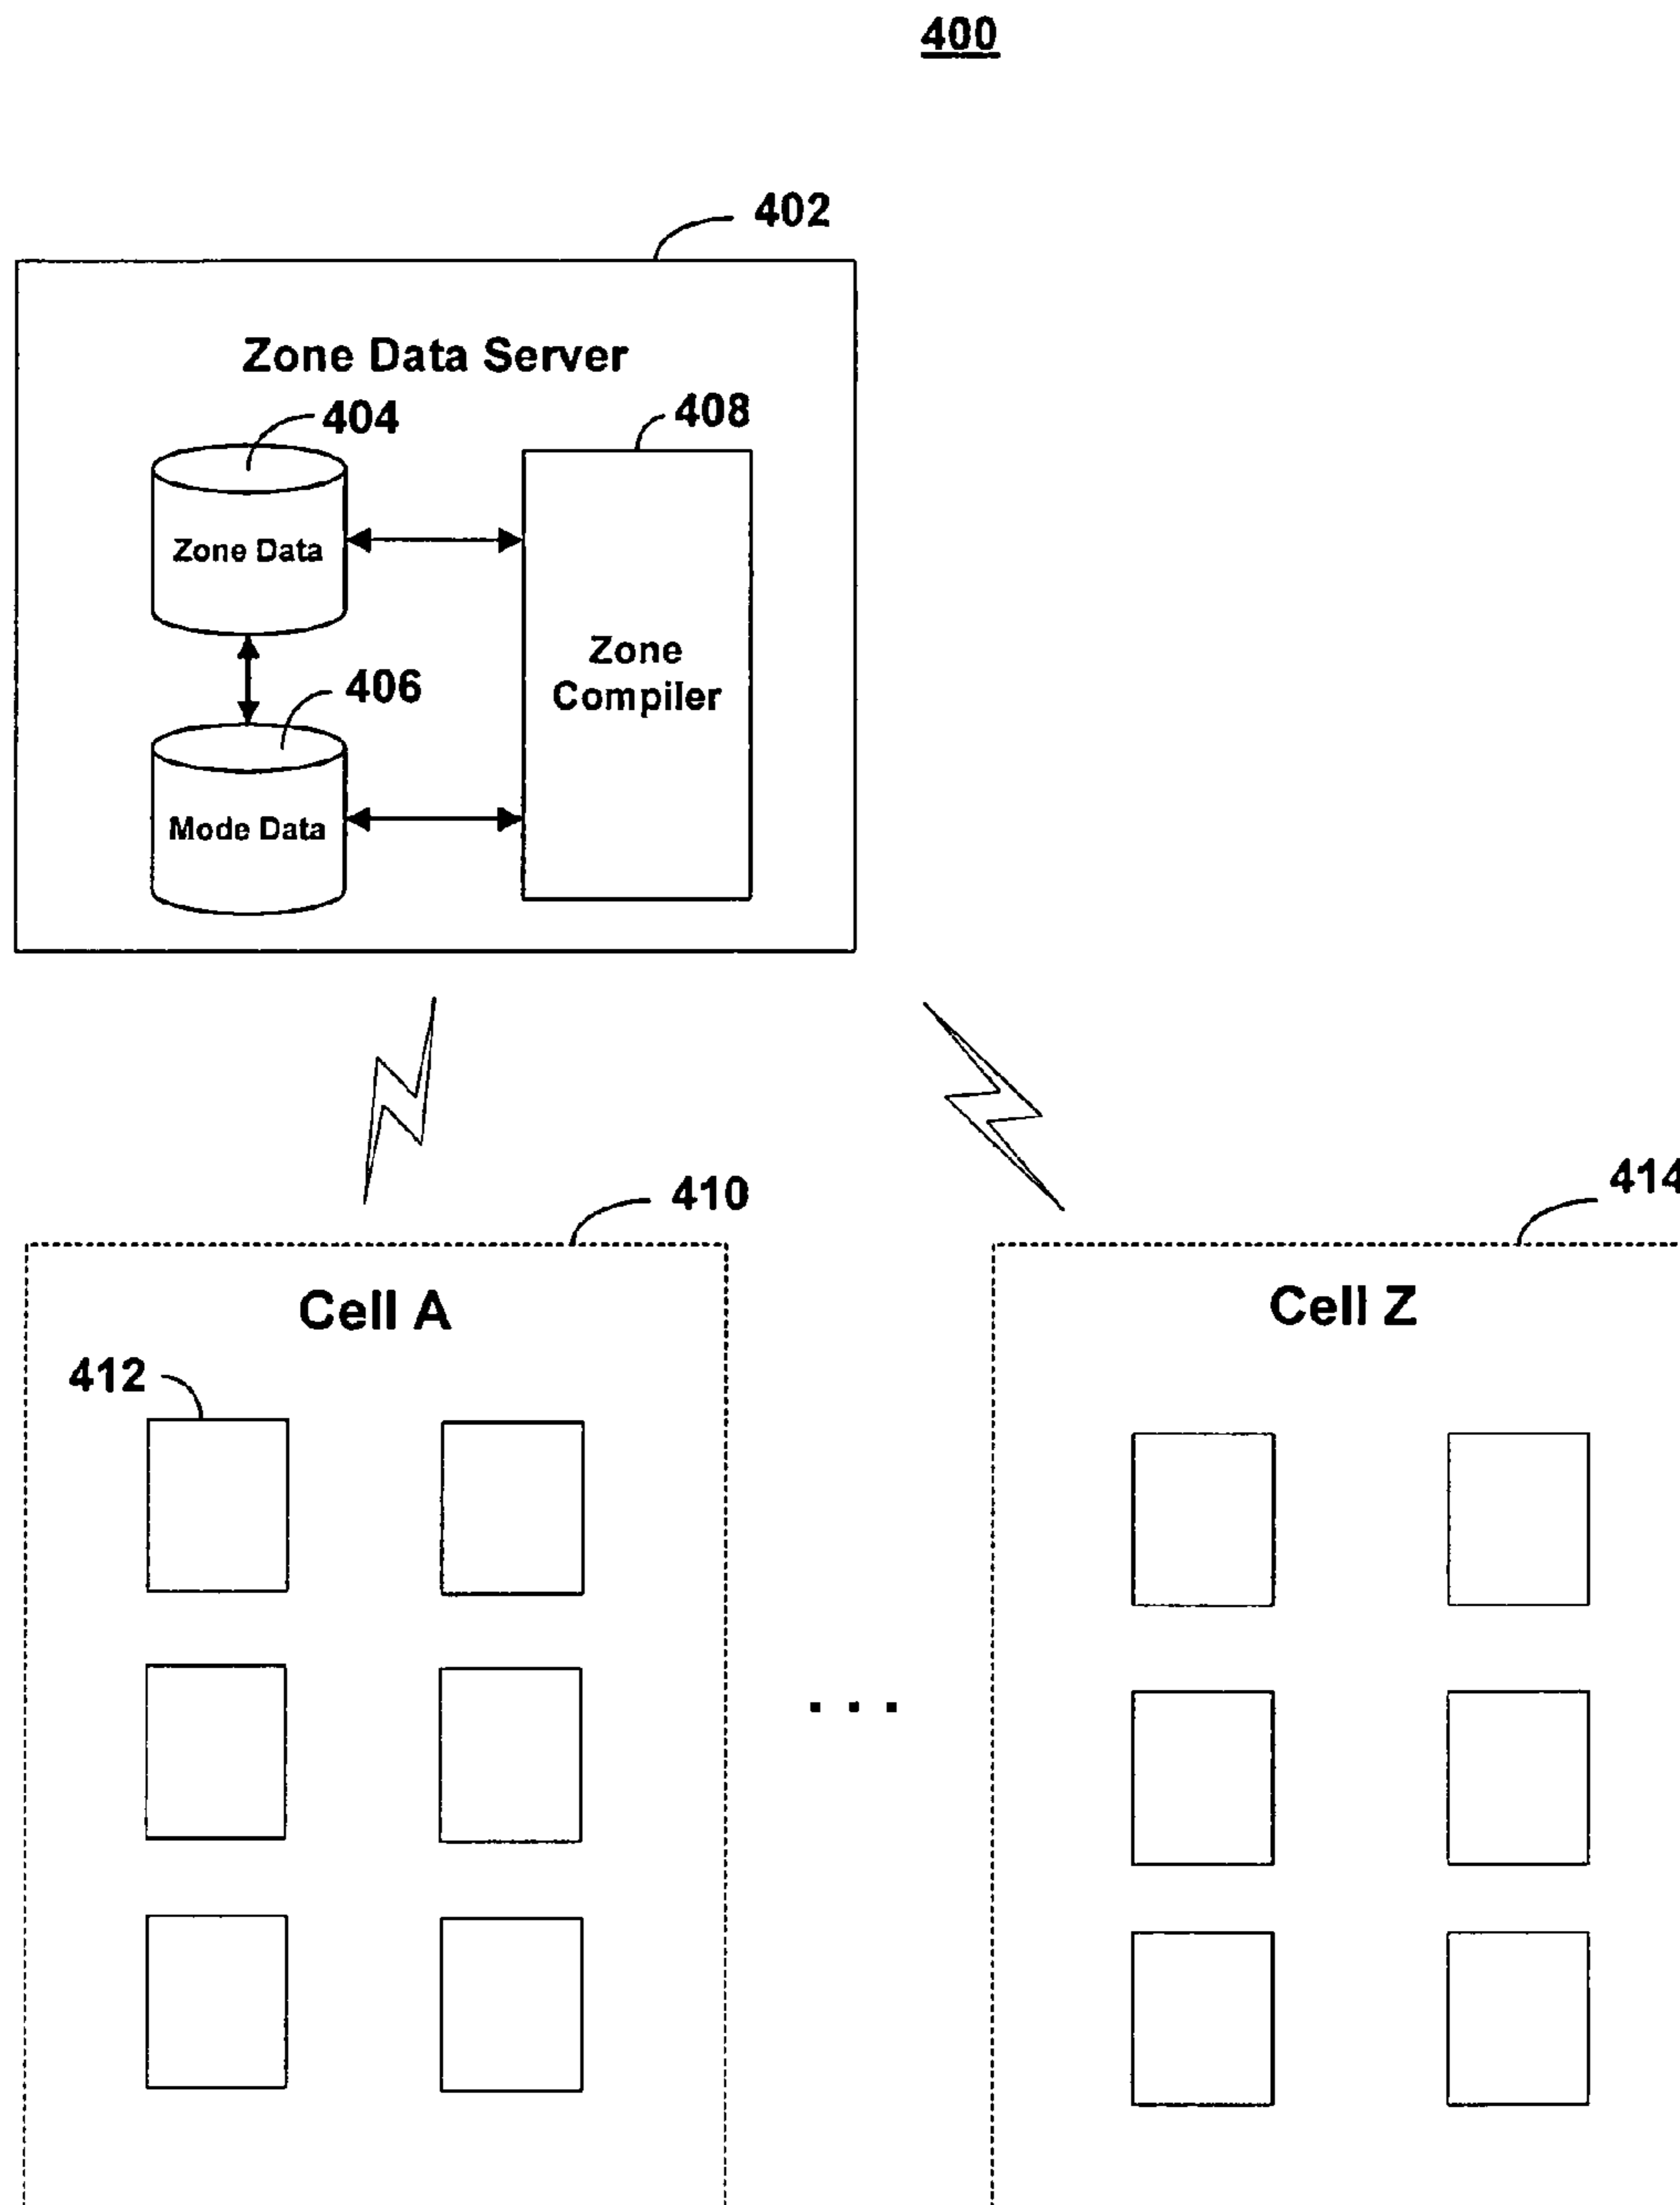 400
402
Zone Data Server
404
408
Zone Data
Zone
Compiler
406
Mode Data
410
414
Cell A
Cell Z
412
. . .